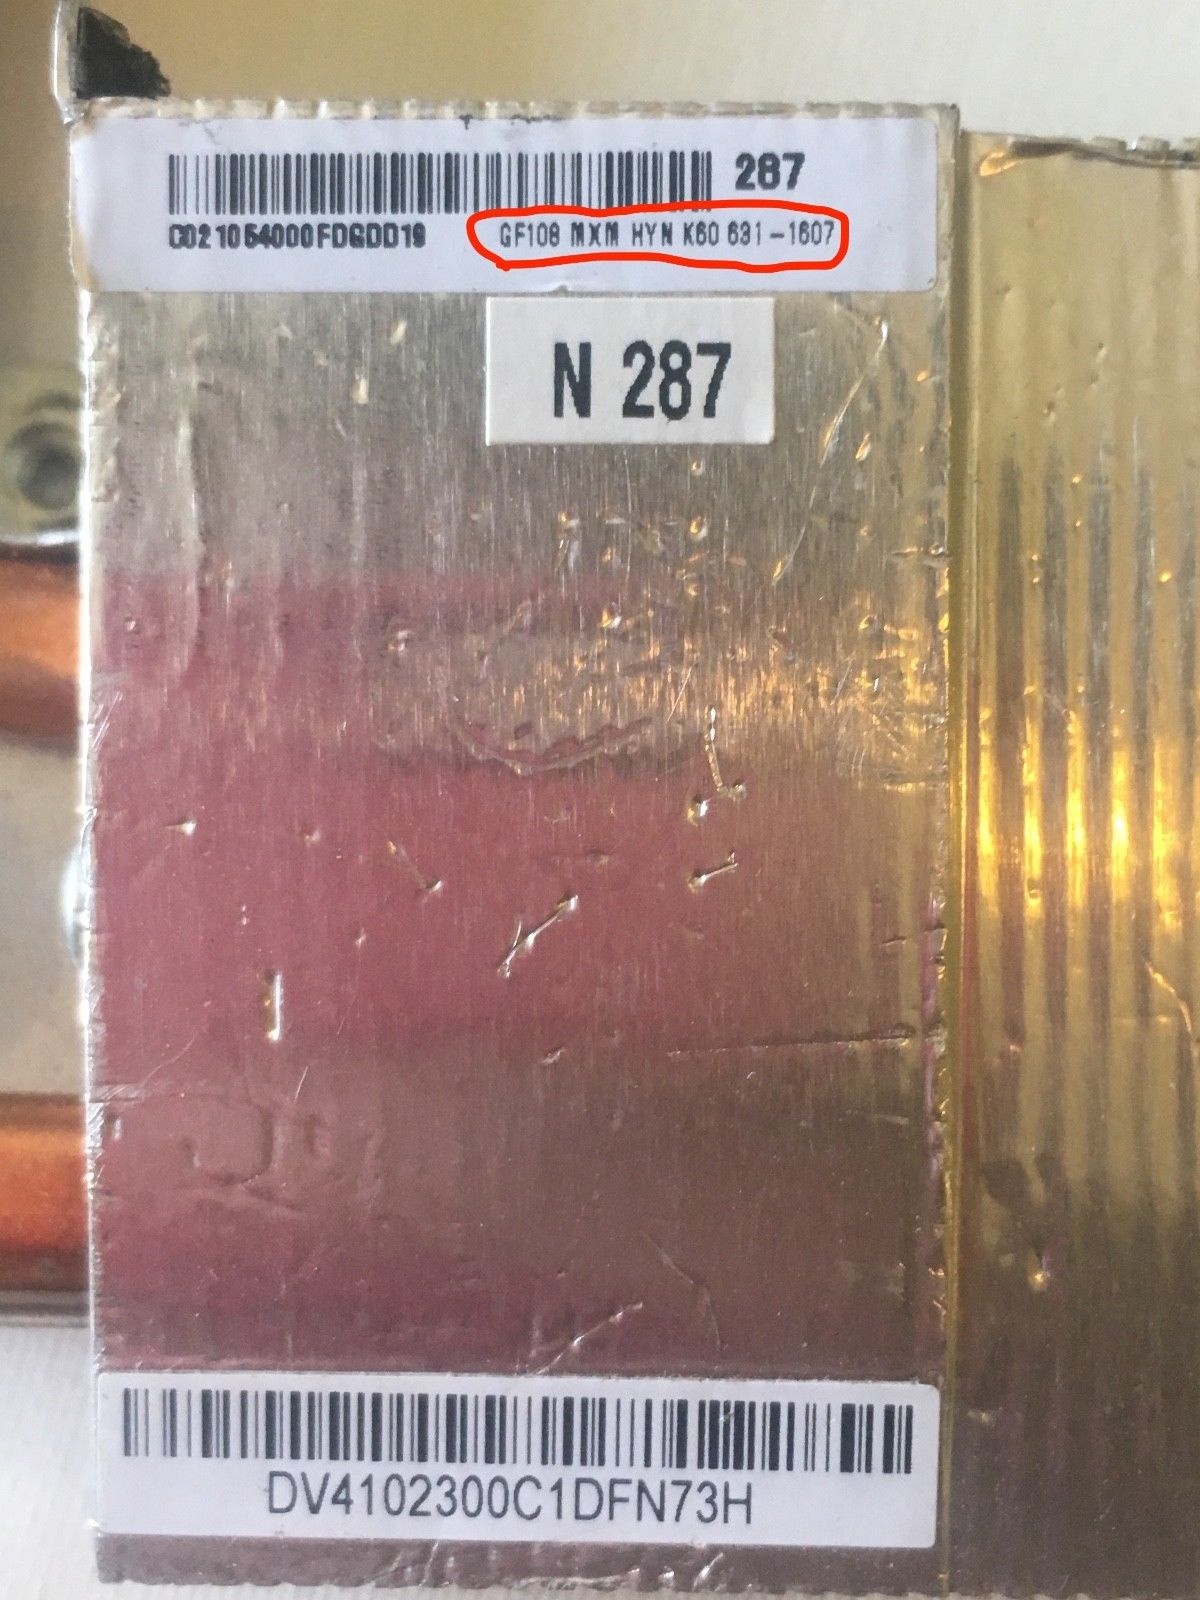 287
C021054000FDGDD19 GF108 MXM HYN K60 631-1607
N 287
DV4102300C1DFN73H